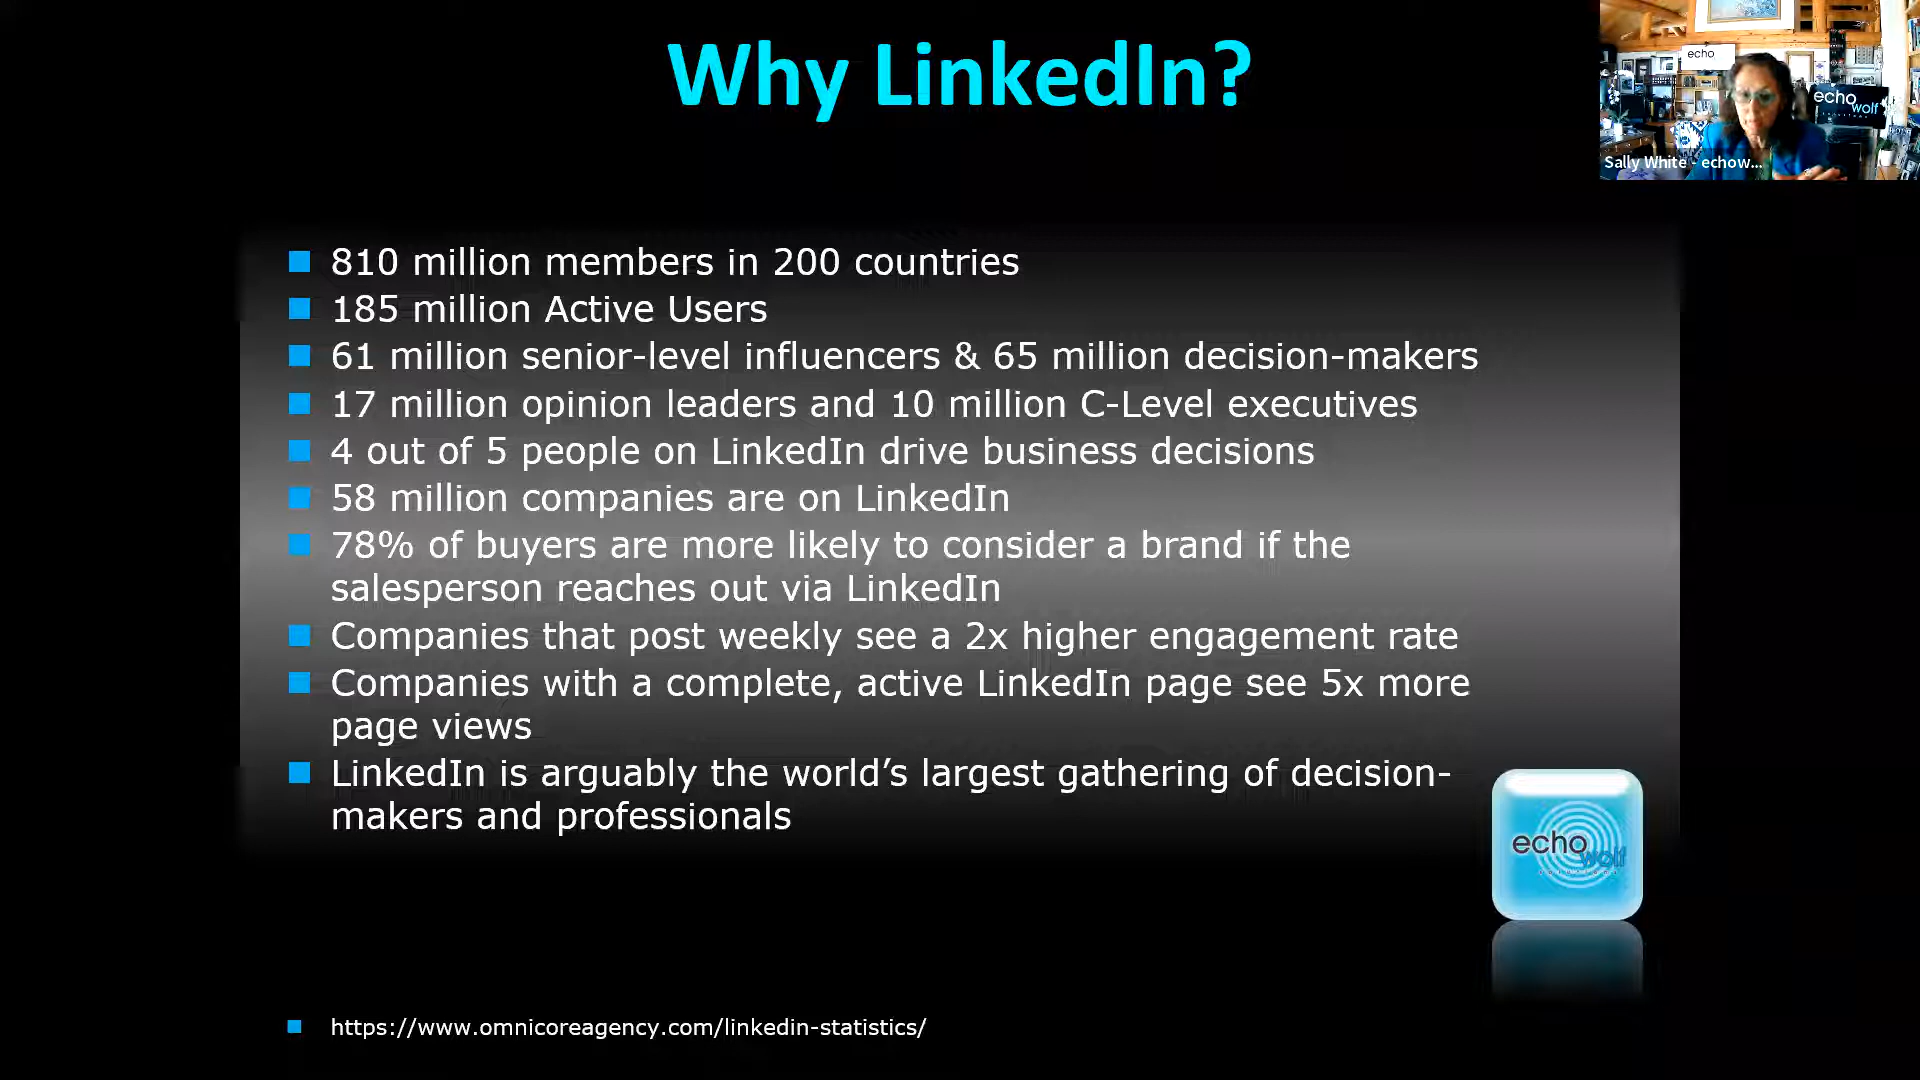 Why LinkedIn?
echo
echo
wolf
Sally White - echow...
810 million members in 200 countries
185 million Active Users
61 million senior-level influencers & 65 million decision-makers
17 million opinion leaders and 10 million C-Level executives
4 out of 5 people on LinkedIn drive business decisions
58 million companies are on LinkedIn
78% of buyers are more likely to consider a brand if the
salesperson reaches out via LinkedIn
Companies that post weekly see a 2x higher engagement rate
Companies with a complete, active LinkedIn page see 5x more
page views
LinkedIn is arguably the world’s largest gathering of decision-
makers and professionals
echo
wolf
https://www.omnicoreagency.com/linkedin-statistics/